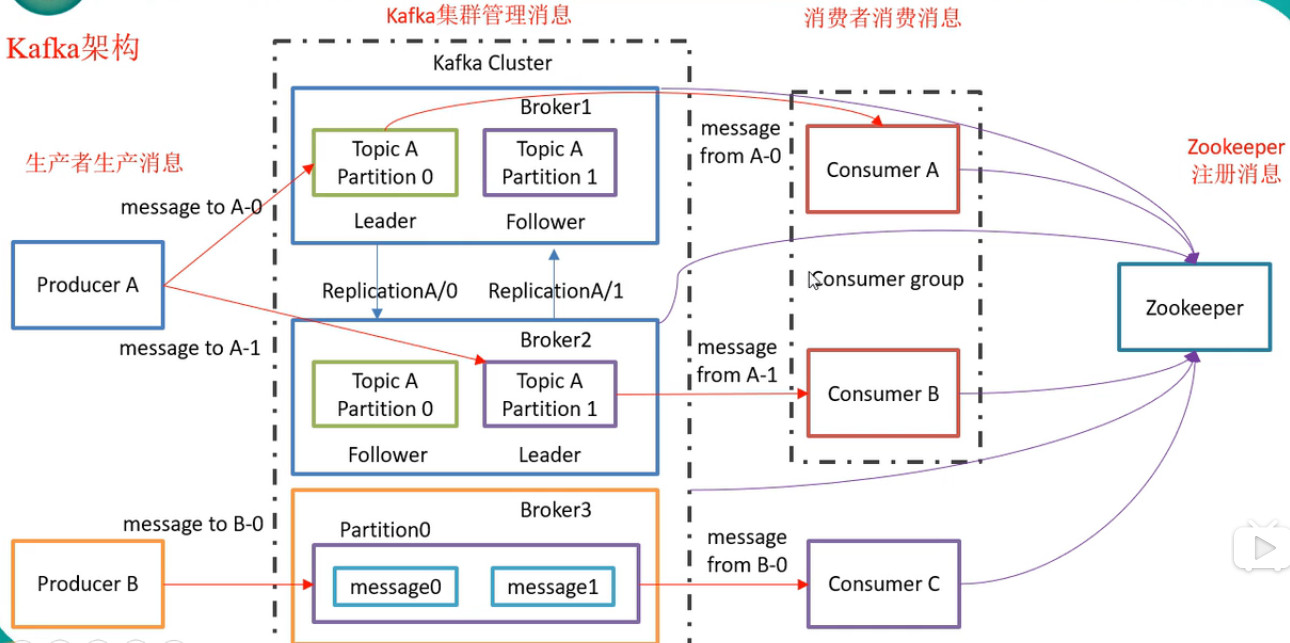 Kafka架构
Kafka集群管理消息
消费者消费消息
Kafka Cluster
Broker1
Topic A
Partition 0
Topic A
Partition 1
Leader
Follower
message
from A-0
Consumer A
Zookeeper
注册消息
生产者生产消息
message to A-0
Producer A
ReplicationA/0
ReplicationA/1
Consumer group
Zookeeper
message to A-1
Broker2
Topic A
Partition 0
Topic A
Partition 1
Follower
Leader
message
from A-1
Consumer B
message to B-0
Producer B
Broker3
Partition0
message0
message1
message
from B-0
Consumer C